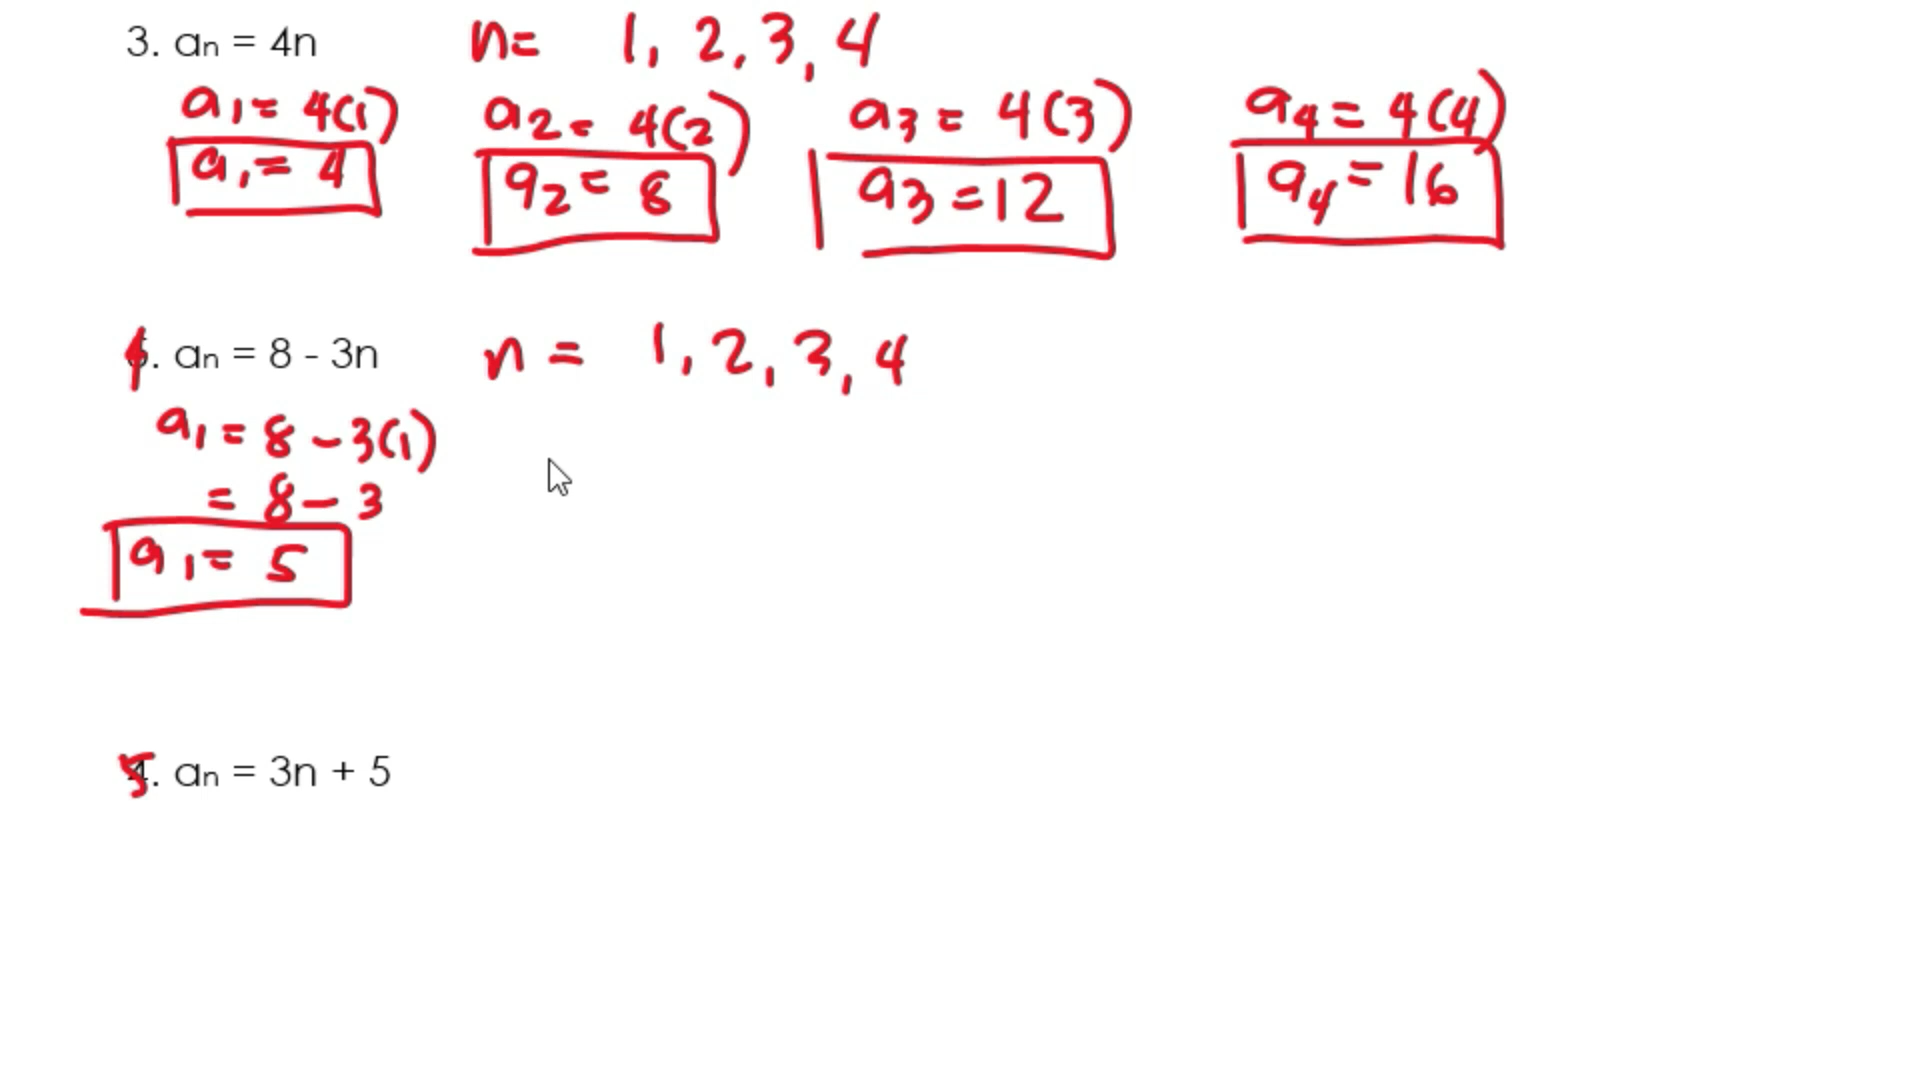 3. aₙ = 4n n= 1, 2, 3, 4
a₁ = 4(1) a₂ = 4(2) a₃ = 4(3) a₄ = 4(4)
a₁ = 4 a₂ = 8 a₃ = 12 a₄ = 16
. aₙ = 8 - 3n n = 1, 2, 3, 4
a₁ = 8 - 3(1)
= 8 - 3
a₁ = 5
5. aₙ = 3n + 5